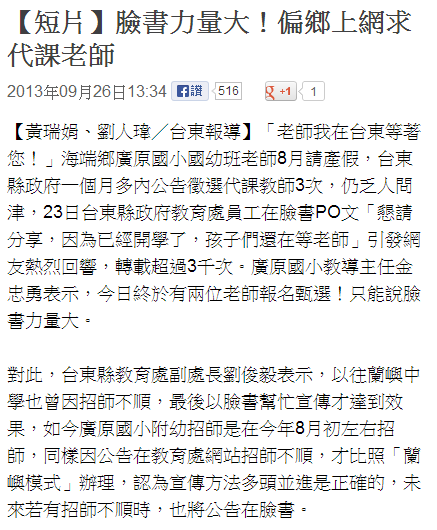 【短片】臉書力量大！偏鄉上網求
代課老師
2013年09月26日13:34 讚 516 +1 1
【黃瑞娟、劉人瑋／台東報導】「老師我在台東等著
您！」海端鄉廣原國小國幼班老師8月請產假，台東
縣政府一個月多內公告徵選代課教師3次，仍乏人問
津，23日台東縣政府教育處員工在臉書PO文「懇請
分享，因為已經開學了，孩子們還在等老師」引發網
友熱烈回響，轉載超過3千次。廣原國小教導主任金
忠勇表示，今日終於有兩位老師報名甄選！只能說臉
書力量大。
對此，台東縣教育處副處長劉俊毅表示，以往蘭嶼中
學也曾因招師不順，最後以臉書幫忙宣傳才達到效
果，如今廣原國小附幼招師是在今年8月初左右招
師，同樣因公告在教育處網站招師不順，才比照「蘭
嶼模式」辦理，認為宣傳方法多頭並進是正確的，未
來若有招師不順時，也將公告在臉書。